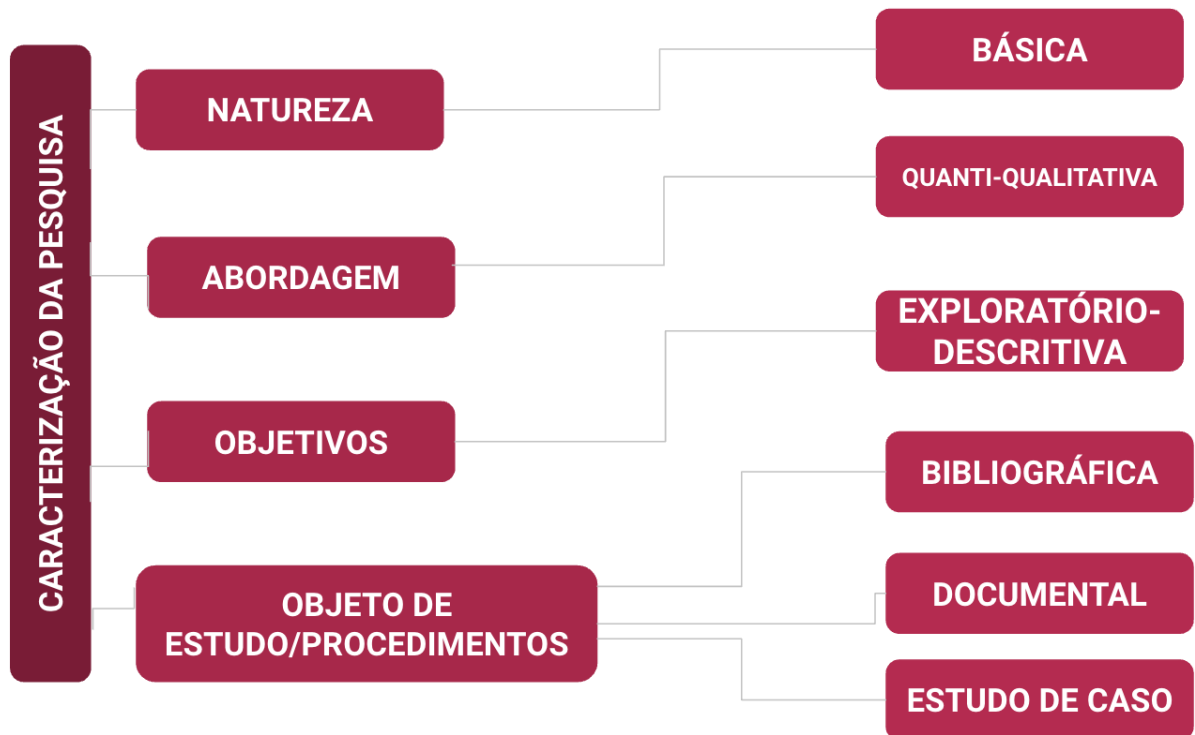 CARACTERIZAÇÃO DA PESQUISA
NATUREZA
BÁSICA
ABORDAGEM
QUANTI-QUALITATIVA
OBJETIVOS
EXPLORATÓRIO-
DESCRITIVA
OBJETO DE
ESTUDO/PROCEDIMENTOS
BIBLIOGRÁFICA
DOCUMENTAL
ESTUDO DE CASO